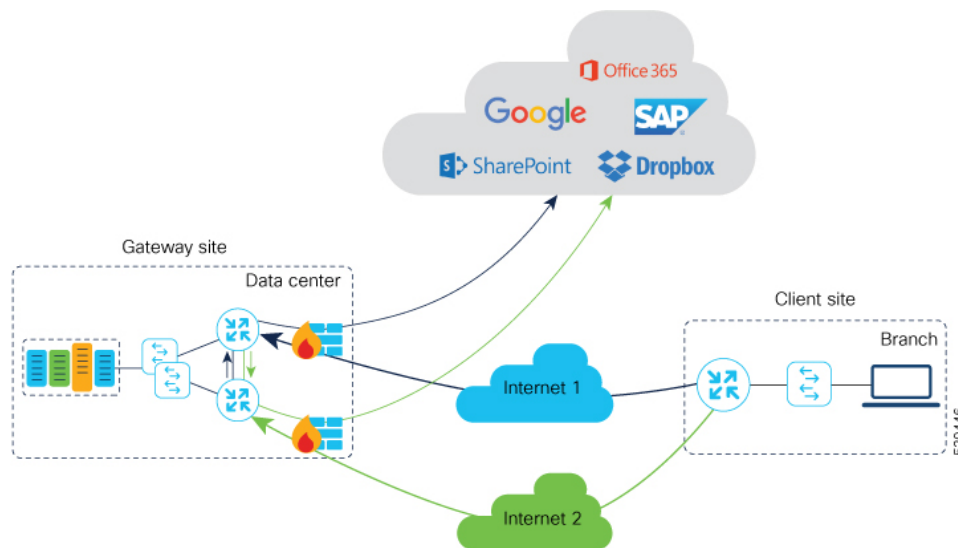 Office 365
Google
SAP
SharePoint
Dropbox
Gateway site
Data center
Client site
Branch
Internet 1
Internet 2